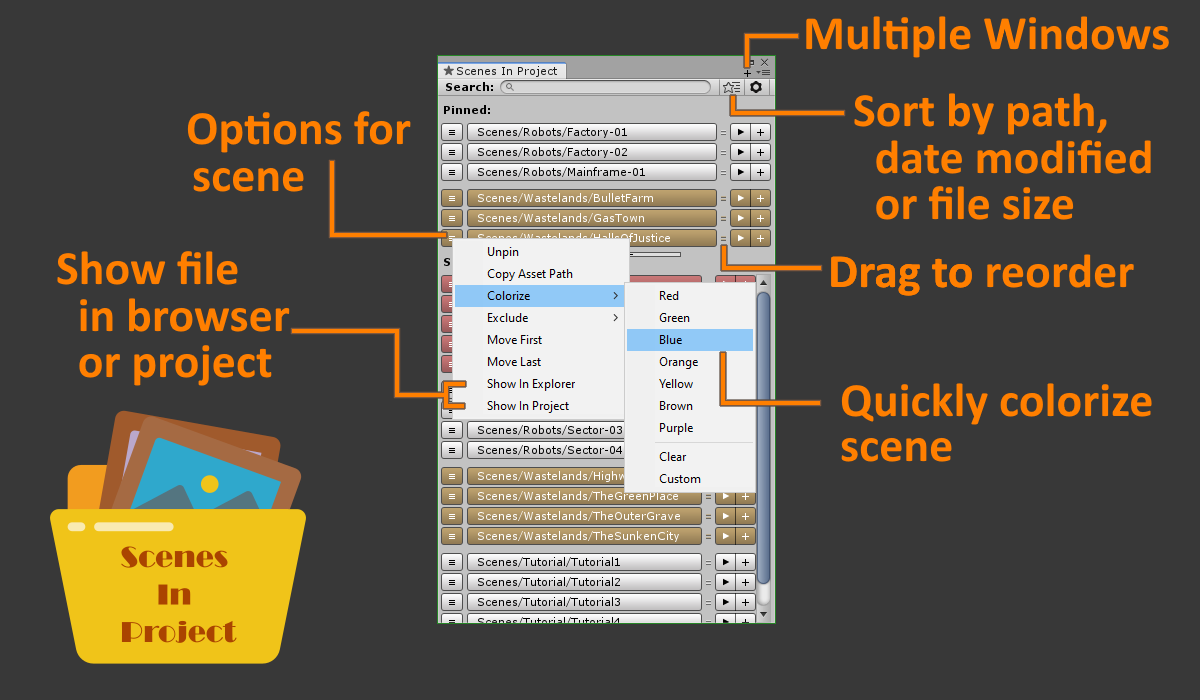 Multiple Windows
Scenes In Project
Search:
Sort by path,
date modified
or file size
Pinned:
Options for
scene
Scenes/Robots/Factory-01
Scenes/Robots/Factory-02
Scenes/Robots/Mainframe-01
Scenes/Wastelands/BulletFarm
Scenes/Wastelands/GasTown
Scenes/Wastelands/HallsOfJustice
Drag to reorder
Show file
in browser
or project
S
Unpin
Copy Asset Path
Colorize
Exclude
Move First
Move Last
Show In Explorer
Show In Project
Red
Green
Blue
Orange
Yellow
Brown
Purple
Clear
Custom
Quickly colorize
scene
Scenes/Robots/Sector-03
Scenes/Robots/Sector-04
Scenes/Wastelands/Highw
Scenes/Wastelands/TheGreenPlace
Scenes/Wastelands/TheOuterGrave
Scenes/Wastelands/TheSunkenCity
Scenes/Tutorial/Tutorial1
Scenes/Tutorial/Tutorial2
Scenes/Tutorial/Tutorial3
Scenes/Tutorial/Tutorial4
Scenes
In
Project